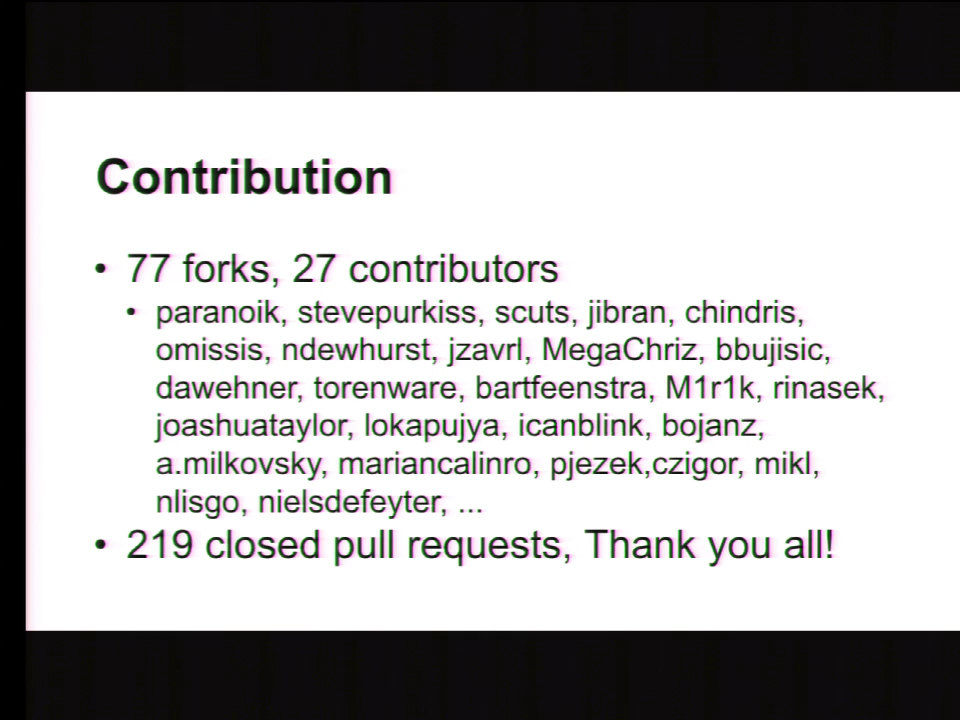 Contribution
• 77 forks, 27 contributors
• paranoik, stevepurkiss, scuts, jibran, chindris,
omissis, ndewhurst, jzavrl, MegaChriz, bbujisic,
dawehner, torenware, bartfeenstra, M1r1k, rinasek,
joashuataylor, lokapujya, icanblink, bojanz,
a.milkovsky, mariancalinro, pjezek,czigor, mikl,
nlisgo, nielsdefeyter, ...
• 219 closed pull requests, Thank you all!